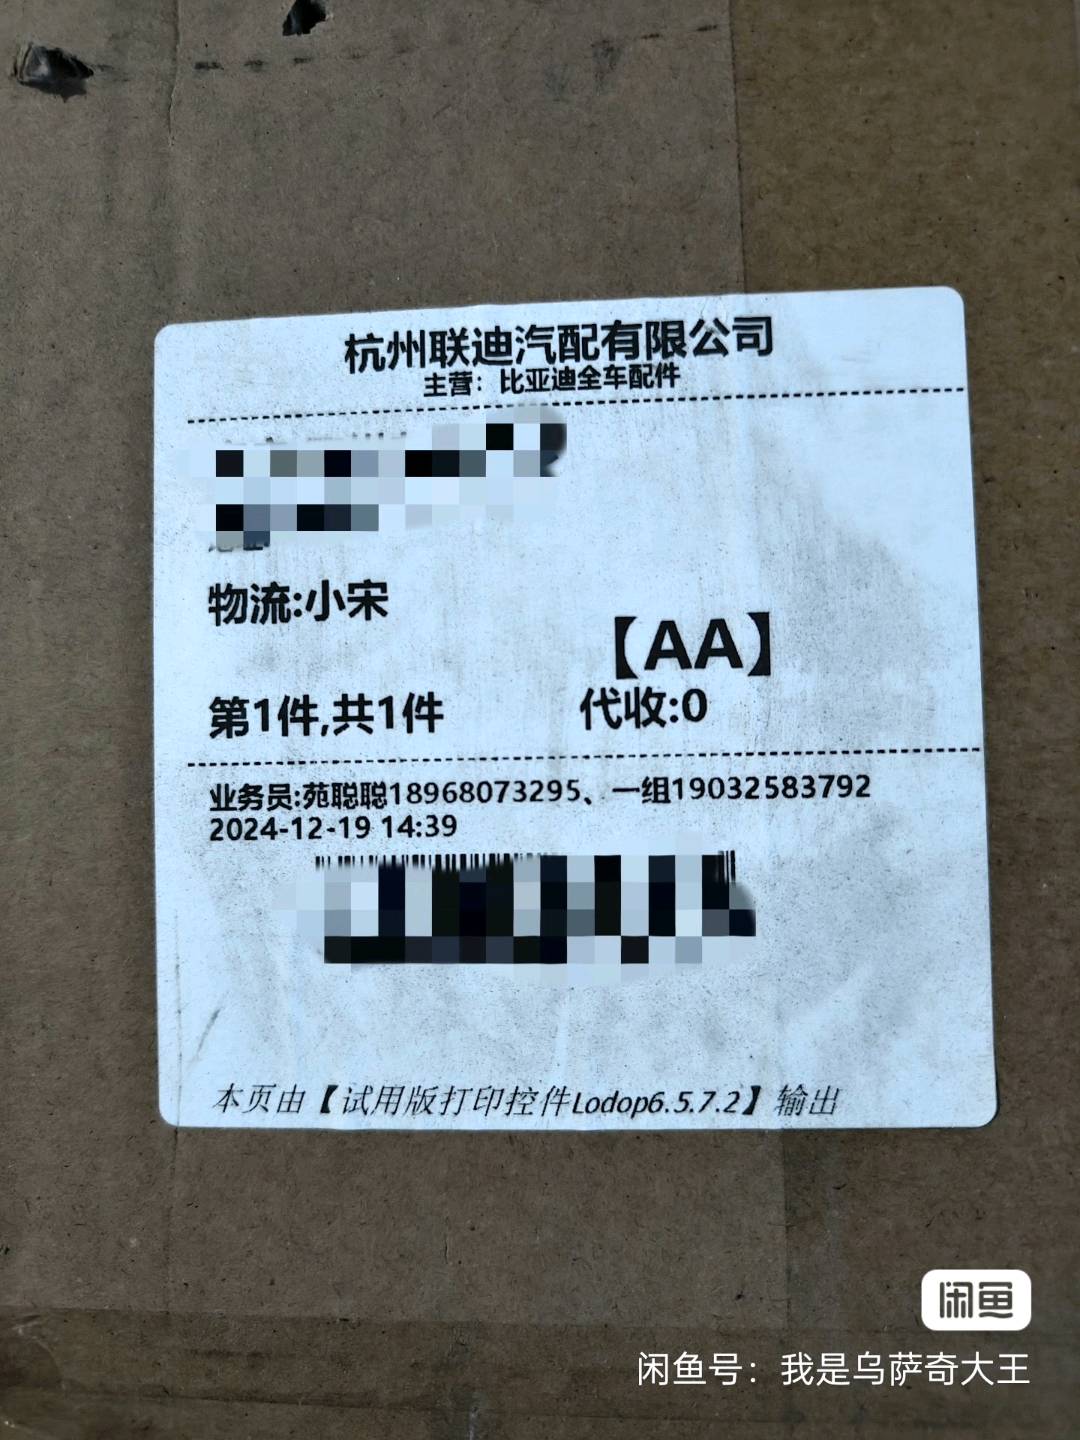 杭州联迪汽配有限公司
主营：比亚迪全车配件
物流:小宋
【AA】
第1件,共1件
代收:0
业务员:苑聪聪18968073295、一组19032583792
2024-12-19 14:39
本页由【试用版打印控件Lodop6.5.7.2】输出
闲鱼
闲鱼号：我是乌萨奇大王